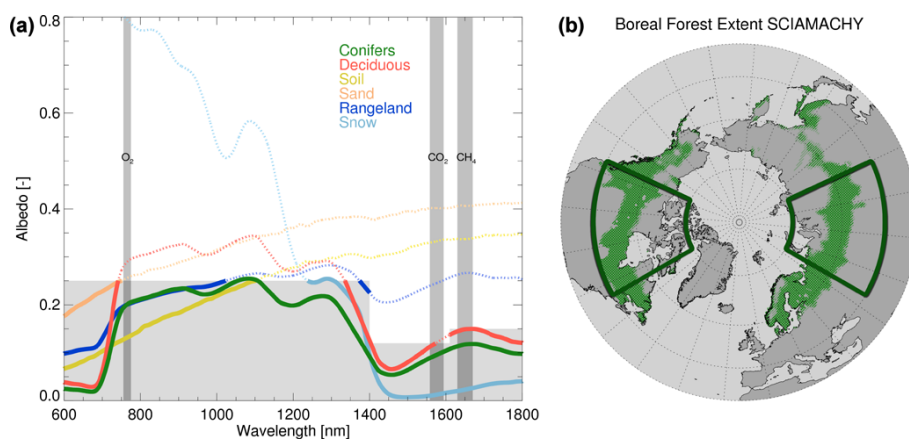 (a)
0.8
0.6
0.4
0.2
0.0
Albedo [-]
Conifers
Deciduous
Soil
Sand
Rangeland
Snow
O₂
CO₂
CH₄
600
800
1000
1200
1400
1600
1800
Wavelength [nm]
(b)
Boreal Forest Extent SCIAMACHY